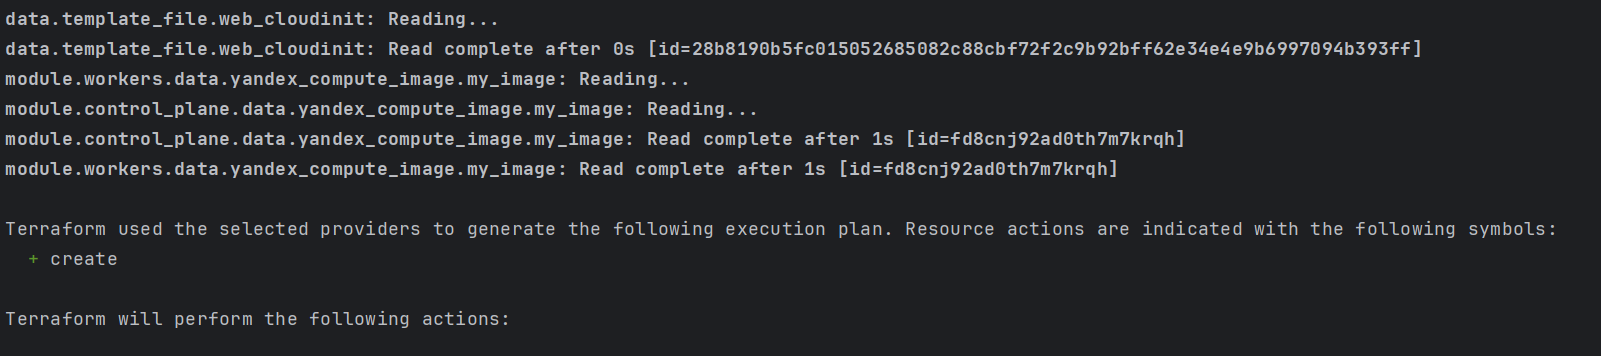 data.template_file.web_cloudinit: Reading...
data.template_file.web_cloudinit: Read complete after 0s [id=28b8190b5fc015052685082c88cbf72f2c9b92bff62e34e4e9b6997094b393ff]
module.workers.data.yandex_compute_image.my_image: Reading...
module.control_plane.data.yandex_compute_image.my_image: Reading...
module.control_plane.data.yandex_compute_image.my_image: Read complete after 1s [id=fd8cnj92ad0th7m7krqh]
module.workers.data.yandex_compute_image.my_image: Read complete after 1s [id=fd8cnj92ad0th7m7krqh]
Terraform used the selected providers to generate the following execution plan. Resource actions are indicated with the following symbols:
+ create
Terraform will perform the following actions: